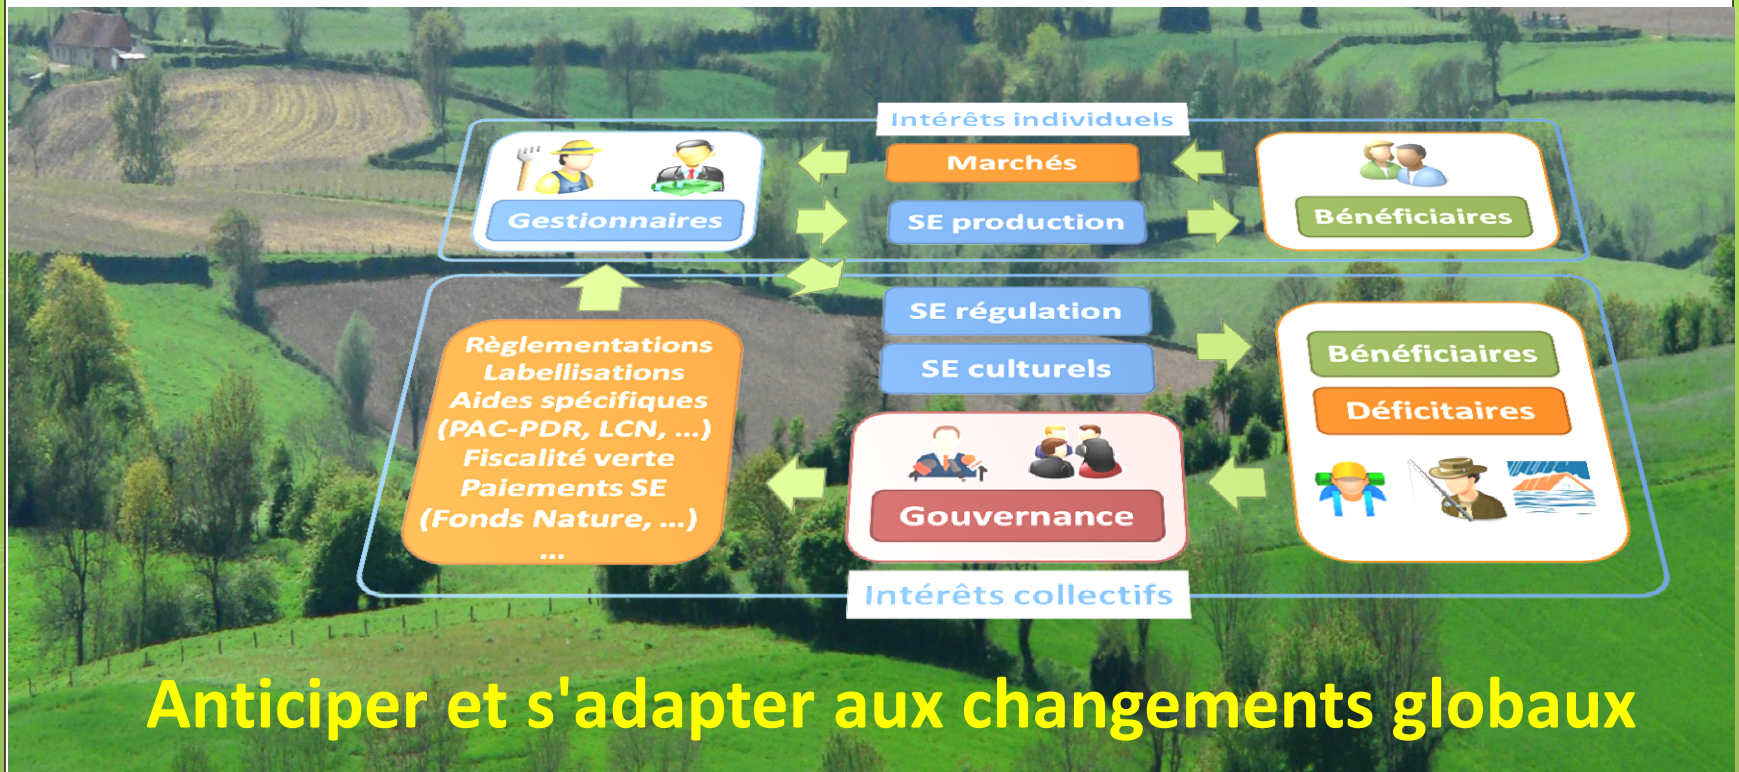 Intérêts individuels
Gestionnaires
Marchés
SE production
Bénéficiaires
Règlementations
Labellisations
Aides spécifiques
(PAC-PDR, LCN, ...)
Fiscalité verte
Paiements SE
(Fonds Nature, ...)
...
SE régulation
SE culturels
Gouvernance
Bénéficiaires
Déficitaires
Intérêts collectifs
Anticiper et s'adapter aux changements globaux